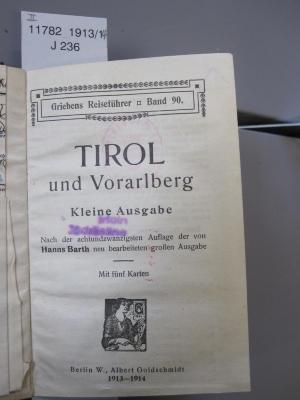 11782 1913/14
J 236
Griebens Reiseführer ¤ Band 90.
TIROL
und Vorarlberg
Kleine Ausgabe
Nach der achtundzwanzigsten Auflage der von
Hanns Barth neu bearbeiteten großen Ausgabe
Mit fünf Karten
Berlin W., Albert Goldschmidt
1913—1914